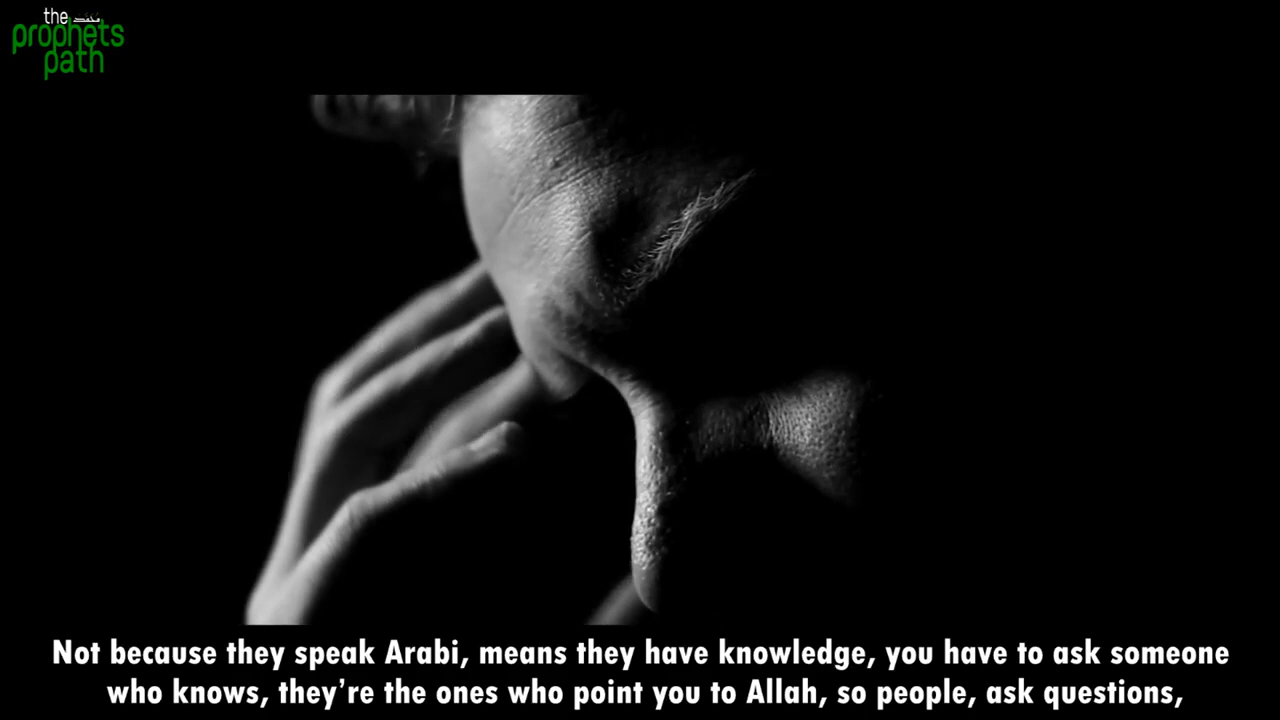 the
prophets
path
Not because they speak Arabi, means they have knowledge, you have to ask someone
who knows, they’re the ones who point you to Allah, so people, ask questions,